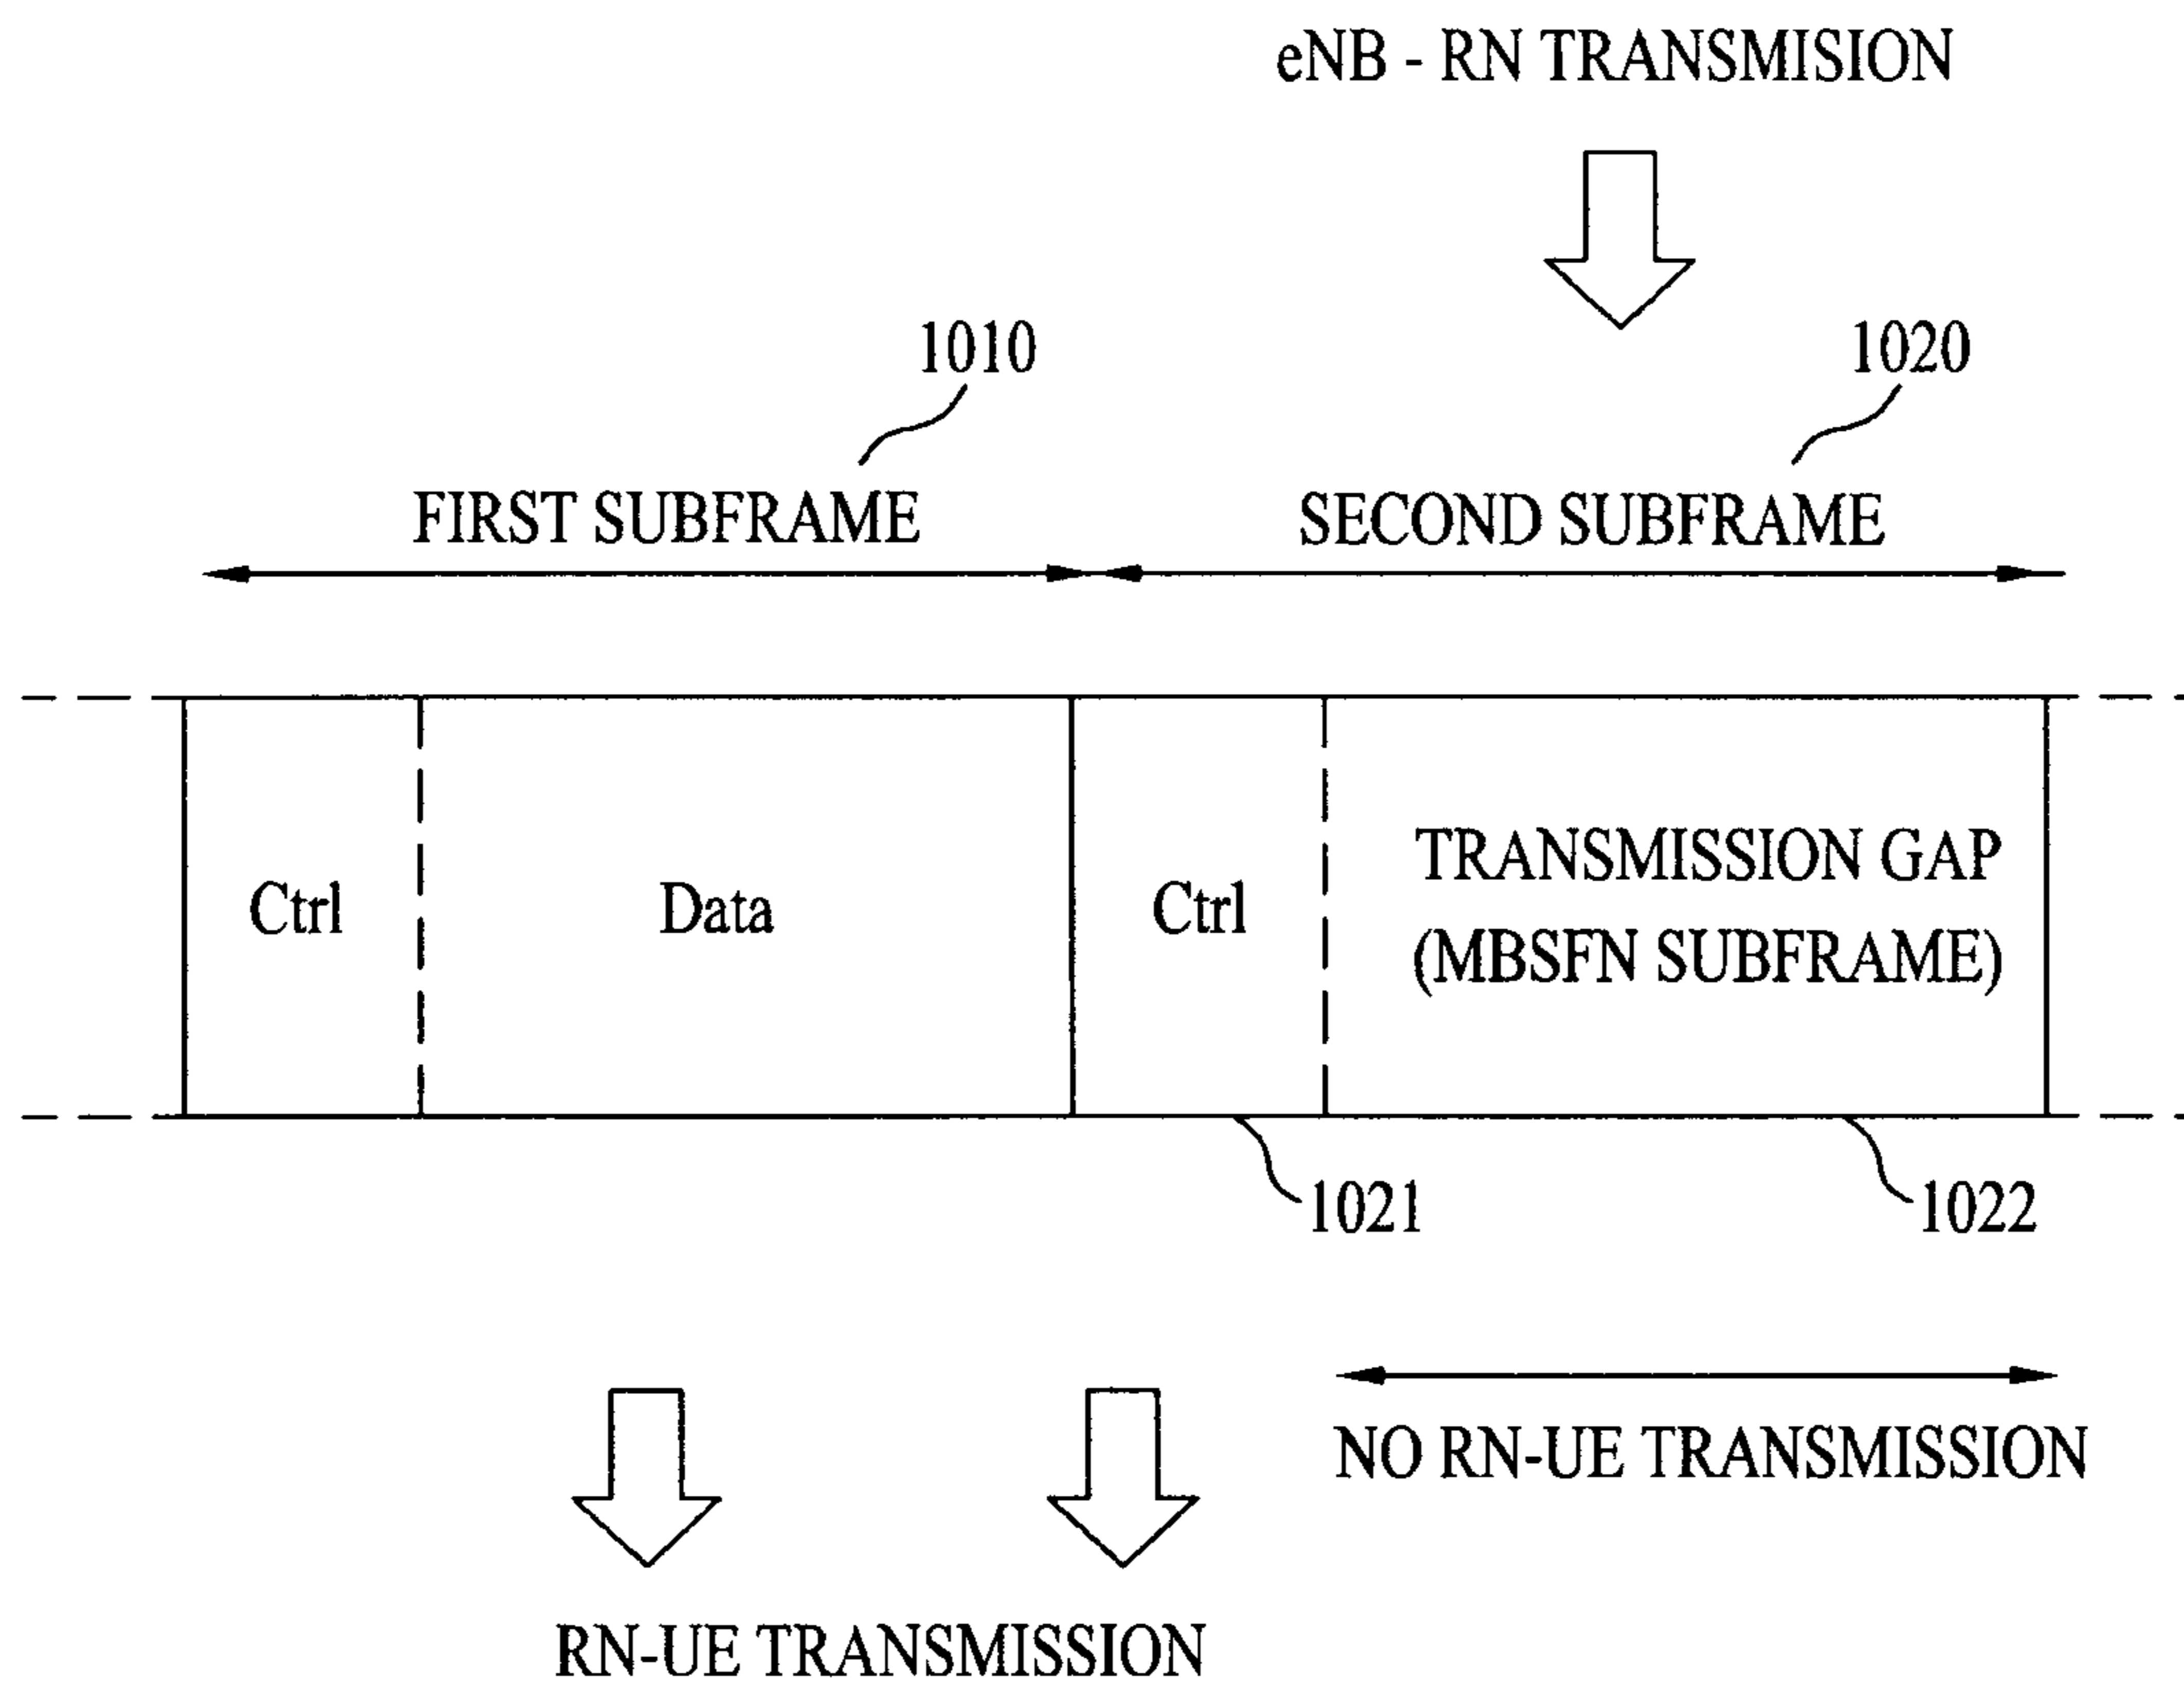 eNB - RN TRANSMISION
1010
1020
FIRST SUBFRAME
SECOND SUBFRAME
Ctrl
Data
Ctrl
TRANSMISSION GAP
(MBSFN SUBFRAME)
1021
1022
NO RN-UE TRANSMISSION
RN-UE TRANSMISSION